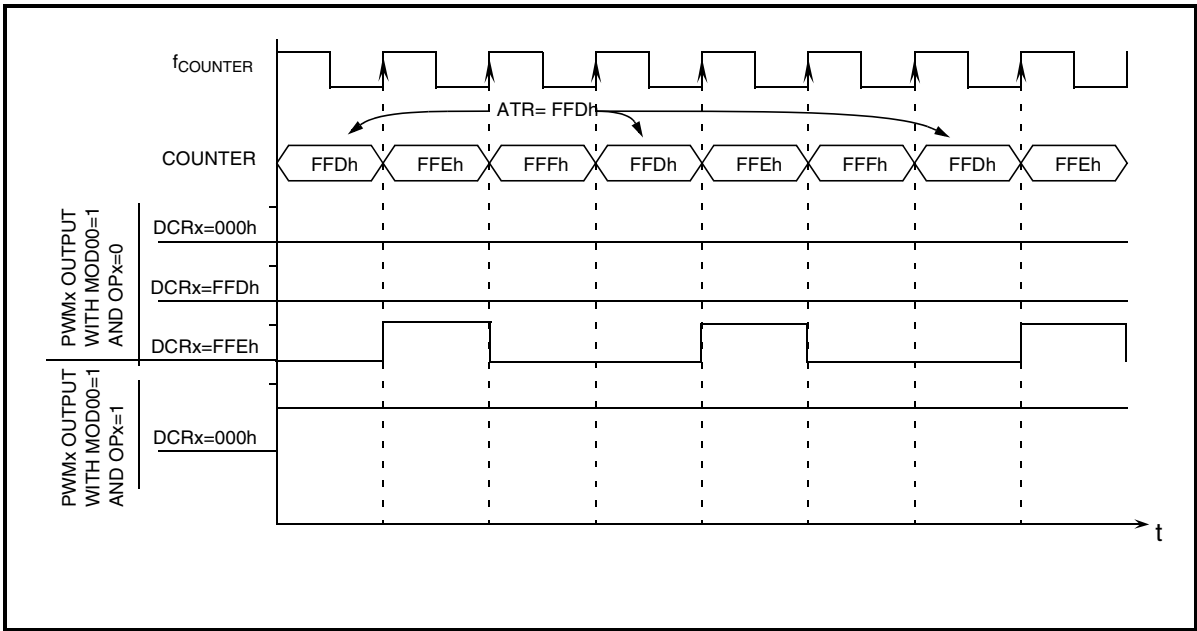 fCOUNTER
ATR= FFDh
COUNTER
FFDh FFEh FFFh FFDh FFEh FFFh FFDh FFEh
PWMx OUTPUT
WITH MOD00=1
AND OPx=0
DCRx=000h
DCRx=FFDh
DCRx=FFEh
PWMx OUTPUT
WITH MOD00=1
AND OPx=1
DCRx=000h
t